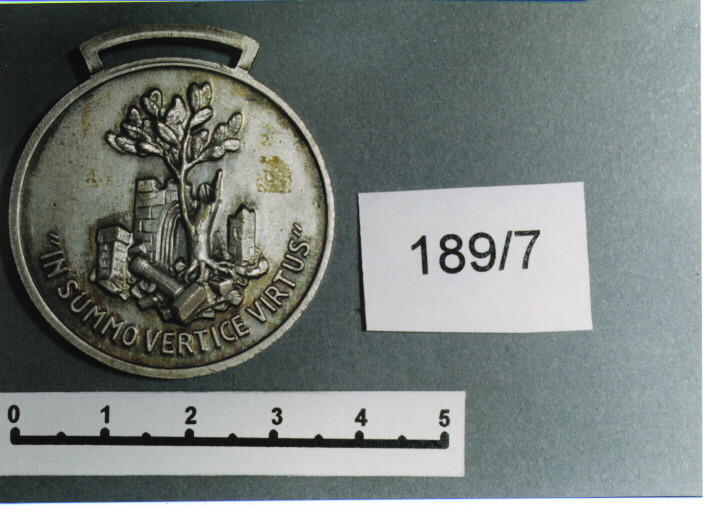 "IN SUMMO VERTICE VIRTUS"
189/7
0 1 2 3 4 5